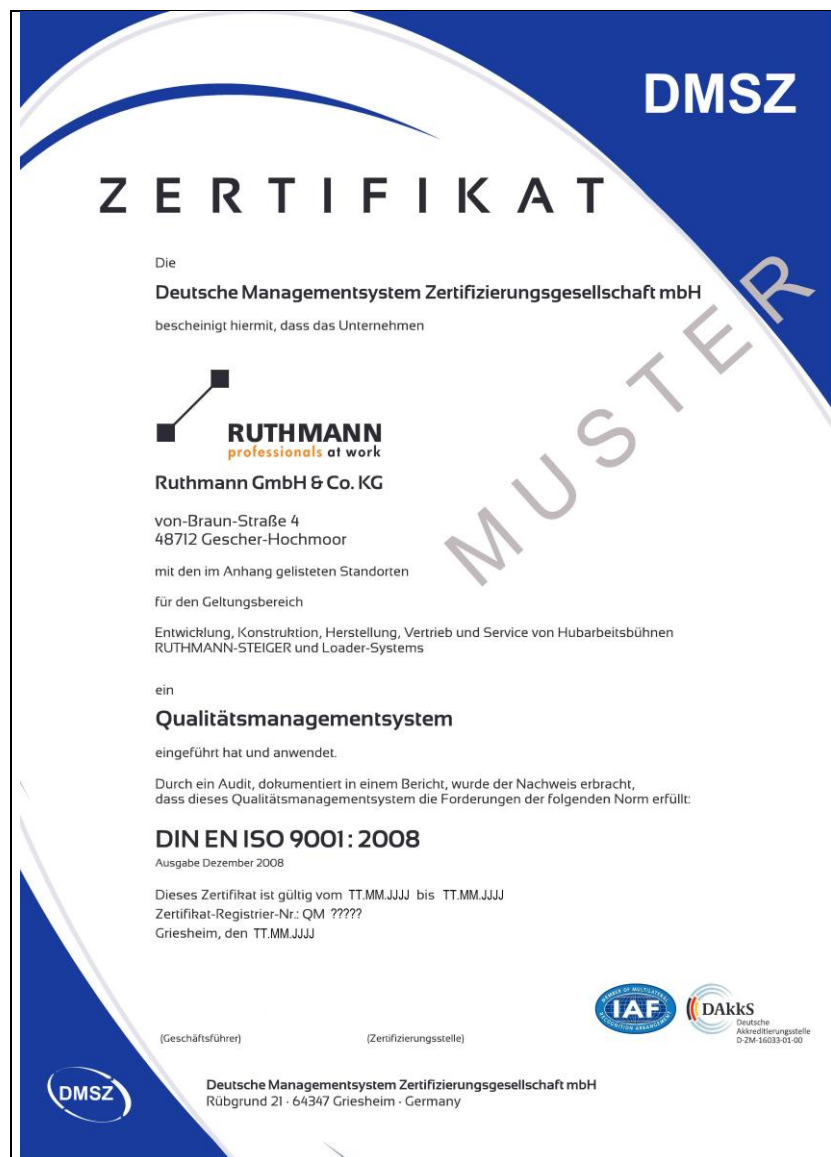 DMSZ
ZERTIFIKAT
Die
Deutsche Managementsystem Zertifizierungsgesellschaft mbH
bescheinigt hiermit, dass das Unternehmen
MUSTER
RUTHMANN
professionals at work
Ruthmann GmbH & Co. KG
von-Braun-Straße 4
48712 Gescher-Hochmoor
mit den im Anhang gelisteten Standorten
für den Geltungsbereich
Entwicklung, Konstruktion, Herstellung, Vertrieb und Service von Hubarbeitsbühnen
RUTHMANN-STEIGER und Loader-Systems
ein
Qualitätsmanagementsystem
eingeführt hat und anwendet.
Durch ein Audit, dokumentiert in einem Bericht, wurde der Nachweis erbracht,
dass dieses Qualitätsmanagementsystem die Forderungen der folgenden Norm erfüllt:
DIN EN ISO 9001 : 2008
Ausgabe Dezember 2008
Dieses Zertifikat ist gültig vom TT.MM.JJJJ bis TT.MM.JJJJ
Zertifikat-Registrier-Nr.: QM ?????
Griesheim, den TT.MM.JJJJ
MEMBER OF MULTILATERAL
IAF
RECOGNITION ARRANGEMENT
DAkkS
Deutsche
Akkreditierungsstelle
D-ZM-16033-01-00
(Geschäftsführer) (Zertifizierungsstelle)
DMSZ
Deutsche Managementsystem Zertifizierungsgesellschaft mbH
Rübgrund 21 · 64347 Griesheim · Germany